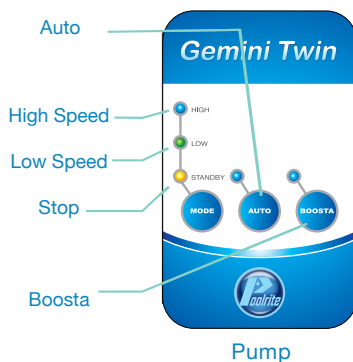 Auto
Gemini Twin
High Speed
HIGH
Low Speed
LOW
Stop
STANDBY
MODE
AUTO
BOOSTA
Boosta
Poolrite
Pump